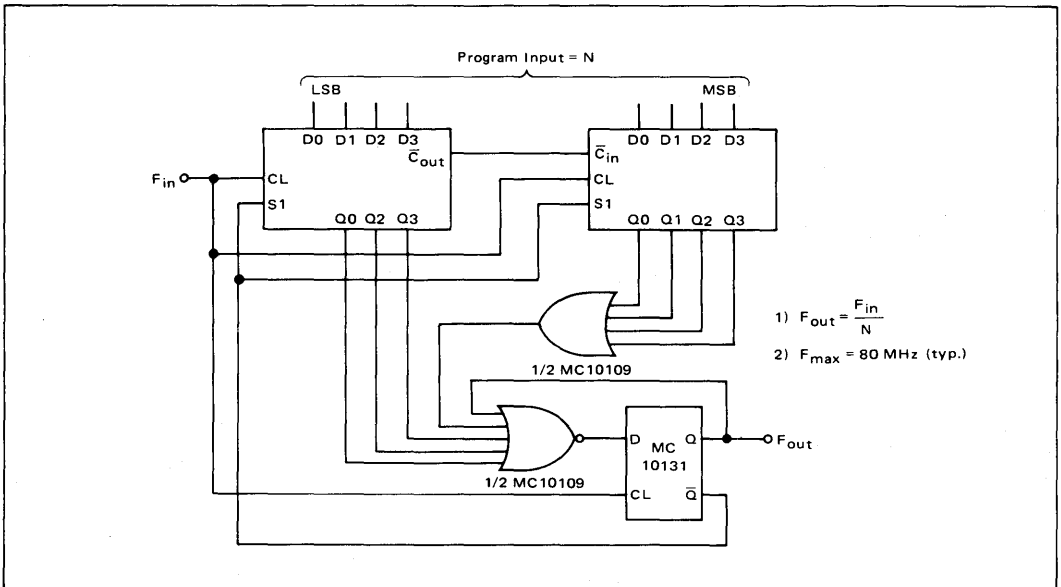 Program Input = N
LSB
MSB
D0 D1 D2 D3
D0 D1 D2 D3
C̅out
C̅in
Fin
CL
CL
S1
S1
Q0 Q2 Q3
Q0 Q1 Q2 Q3
1) Fout = Fin / N
2) Fmax = 80 MHz (typ.)
1/2 MC10109
D
Q
MC
10131
Fout
CL
Q̅
1/2 MC10109